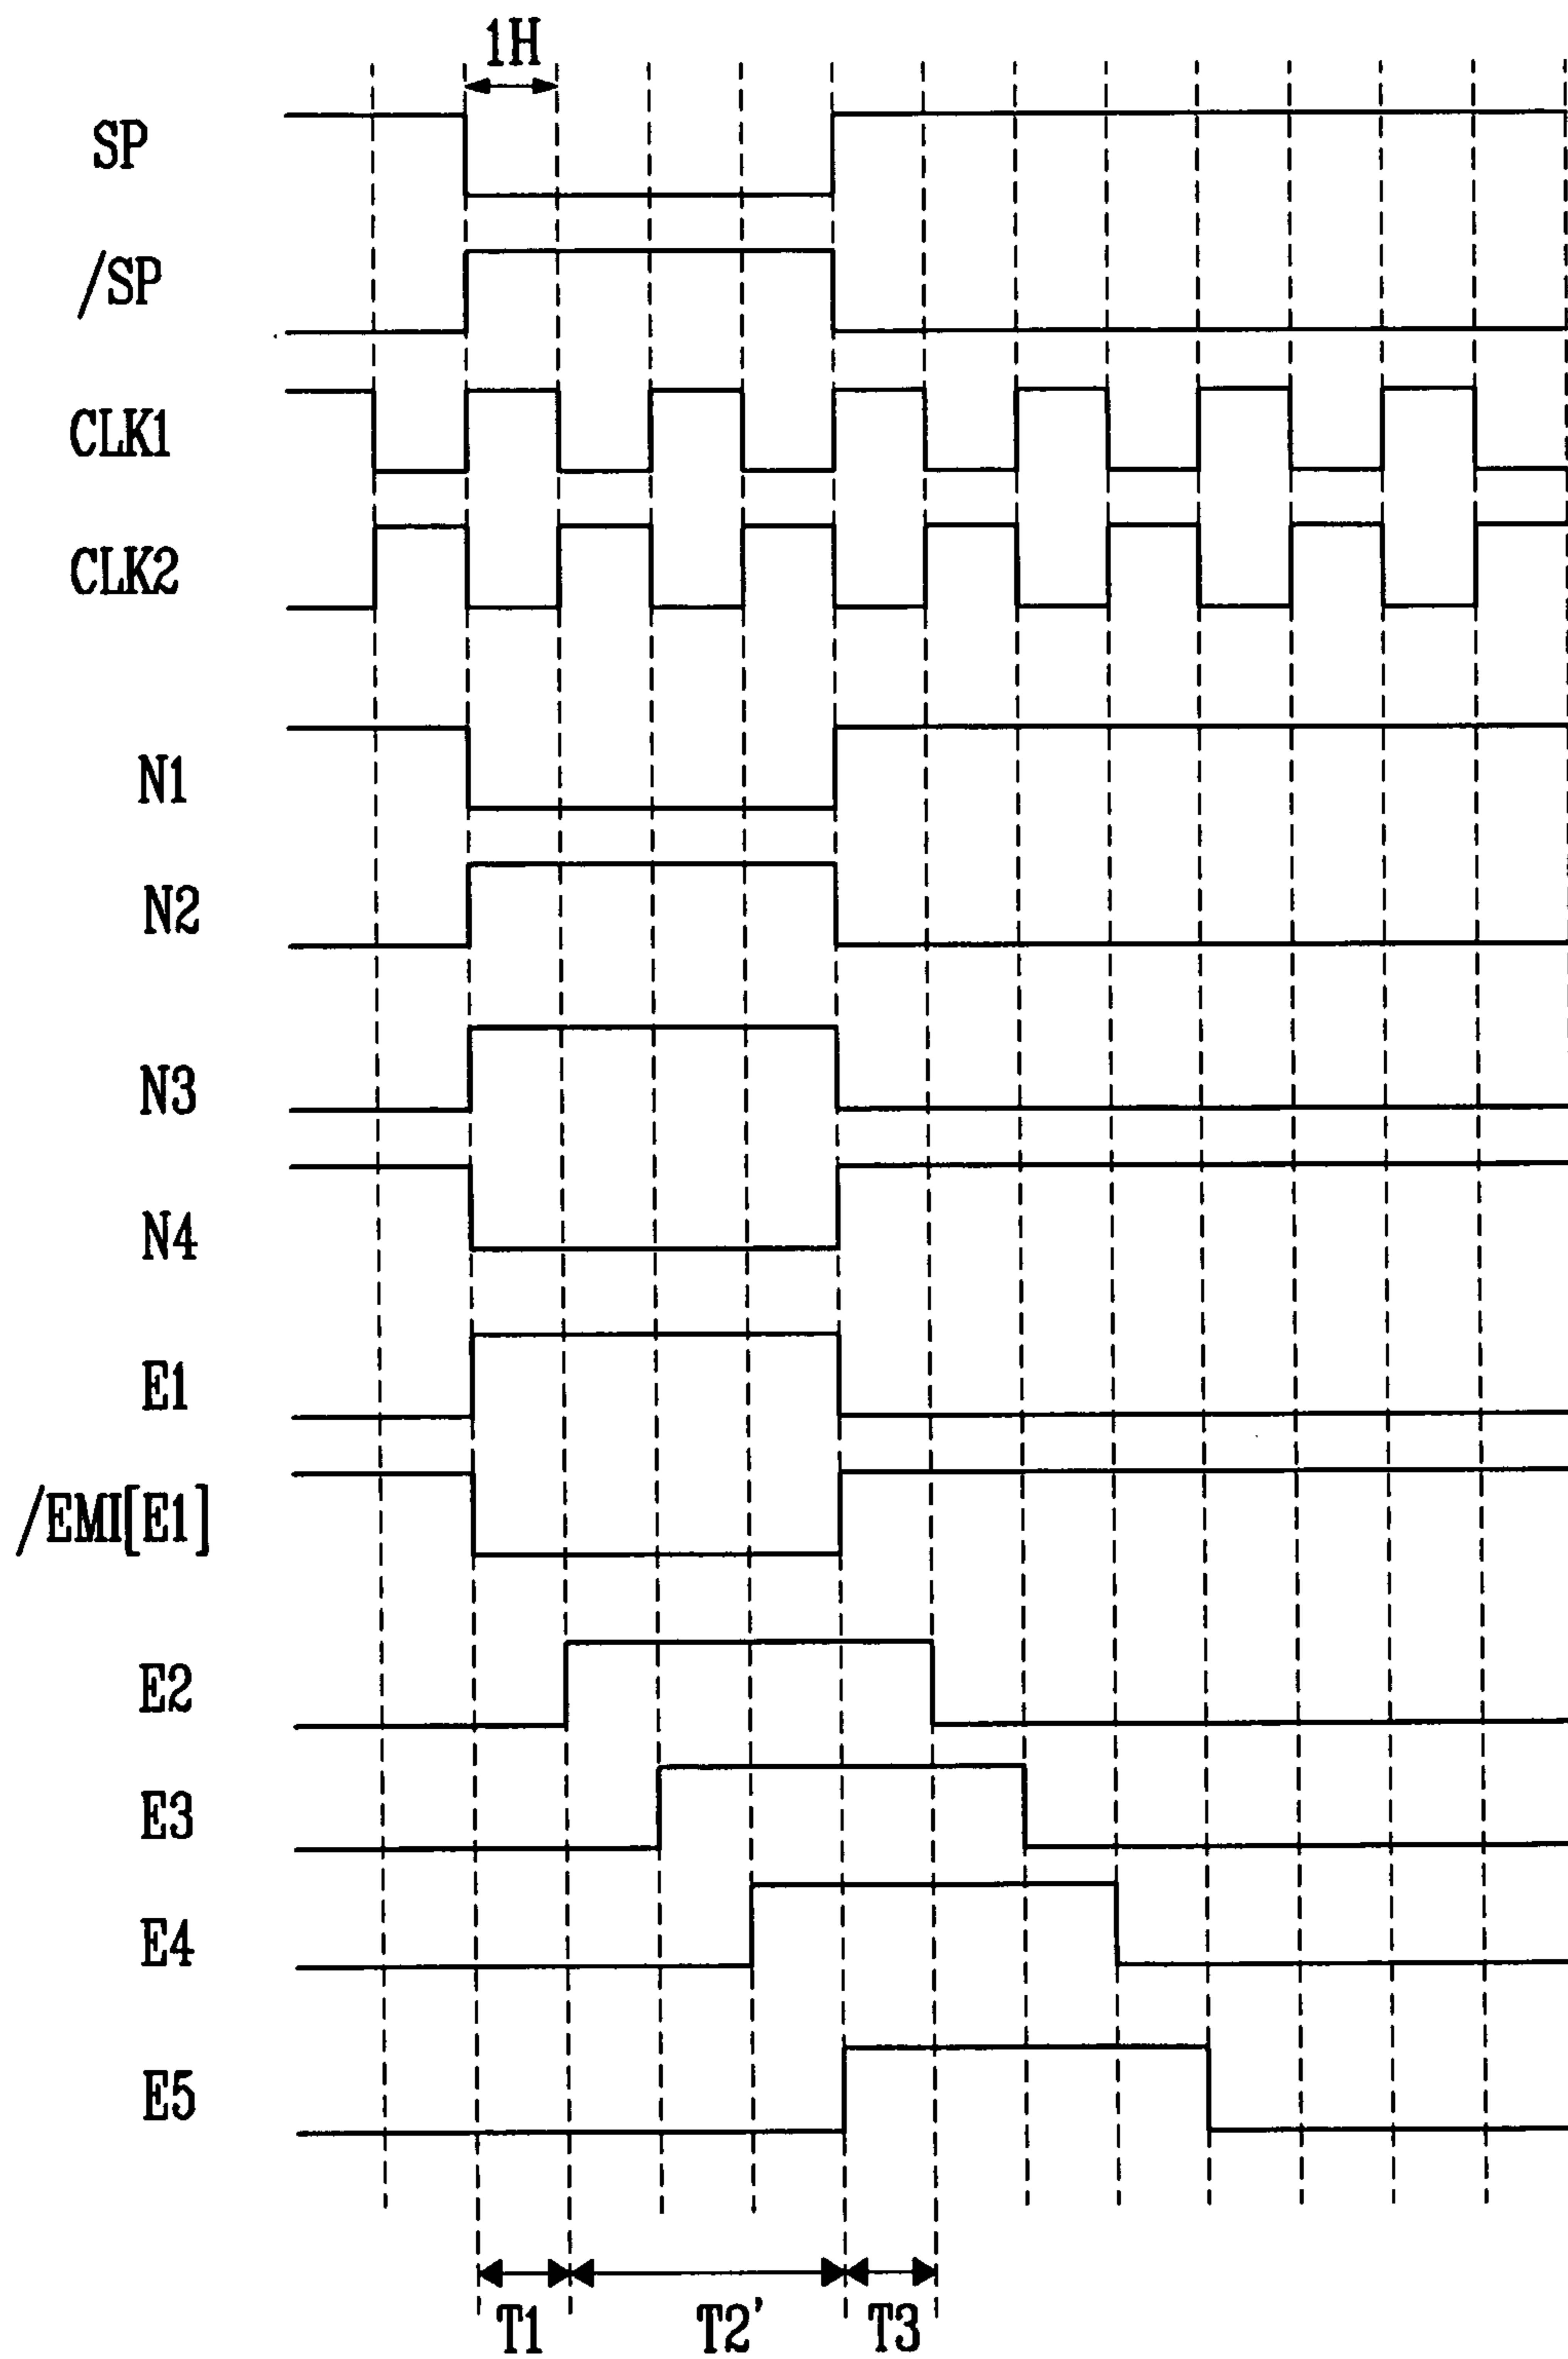 1H
SP
/SP
CLK1
CLK2
N1
N2
N3
N4
E1
/EMI[E1]
E2
E3
E4
E5
T1 T2' T3